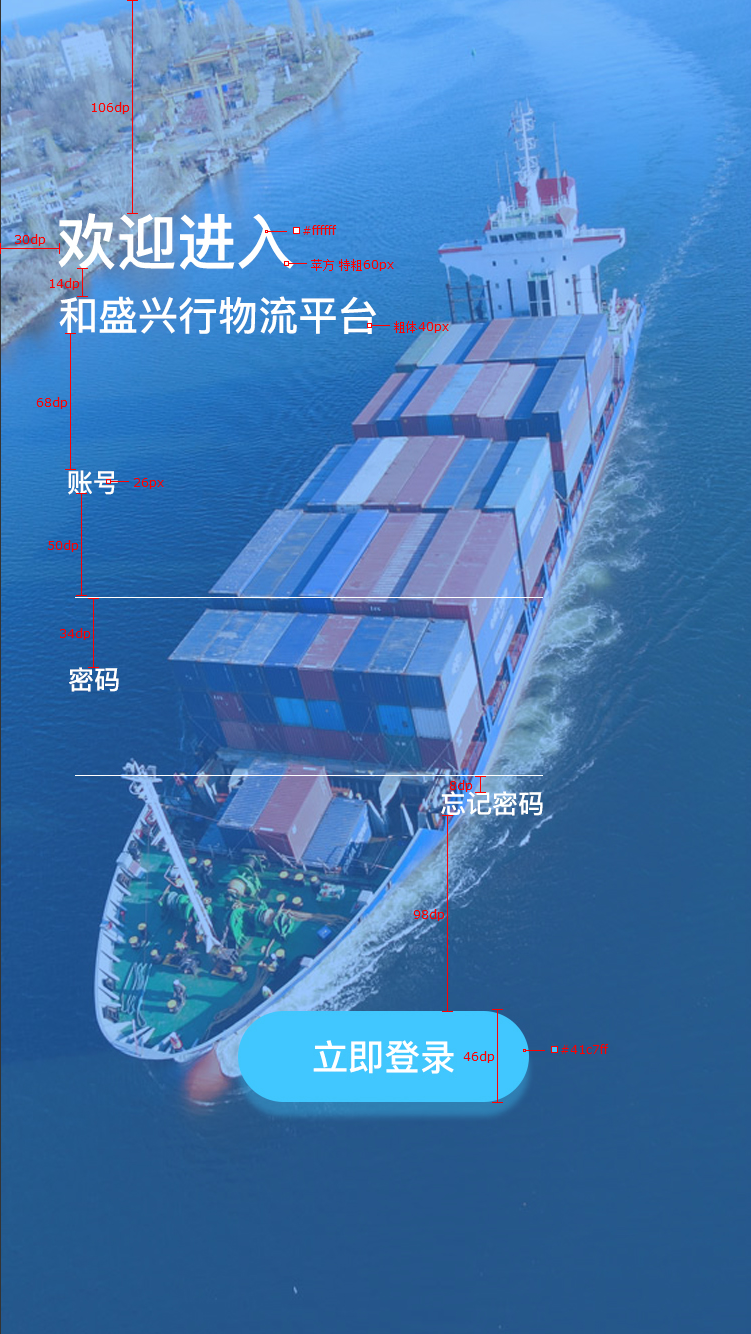 106dp
欢迎进入
#ffffff
30dp
苹方 特粗60px
14dp
和盛兴行物流平台
粗体40px
68dp
账号
26px
50dp
34dp
密码
忘记密码
98dp
立即登录
46dp